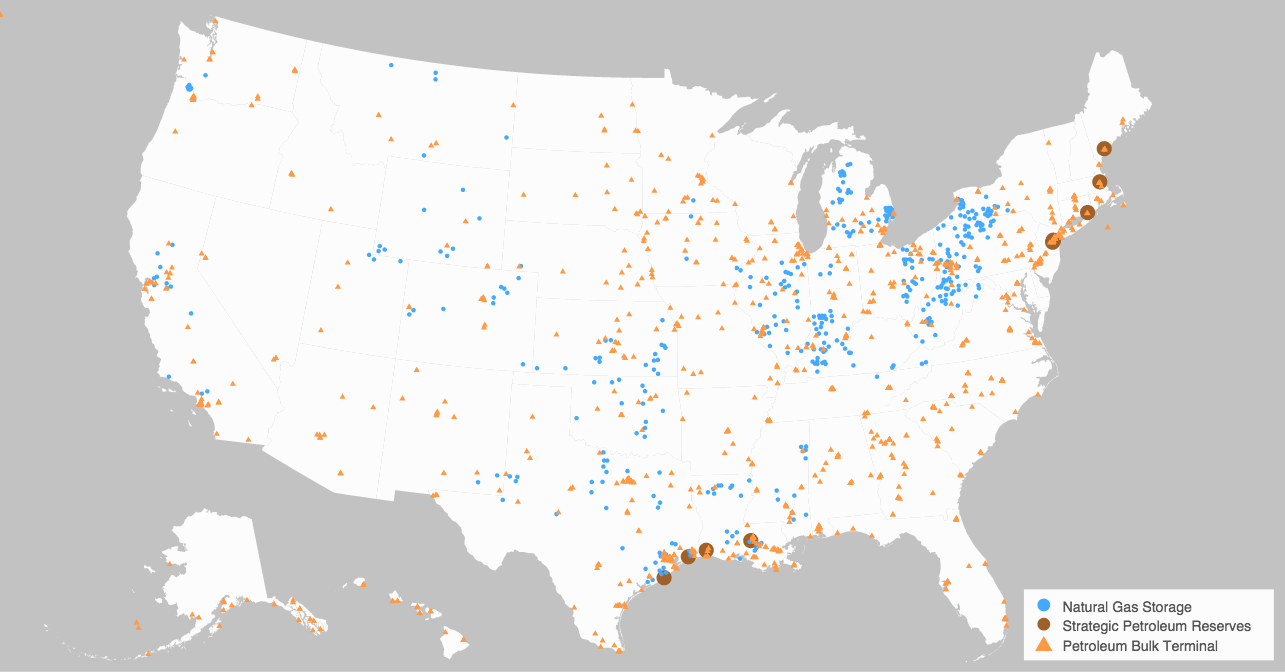 Natural Gas Storage
Strategic Petroleum Reserves
Petroleum Bulk Terminal